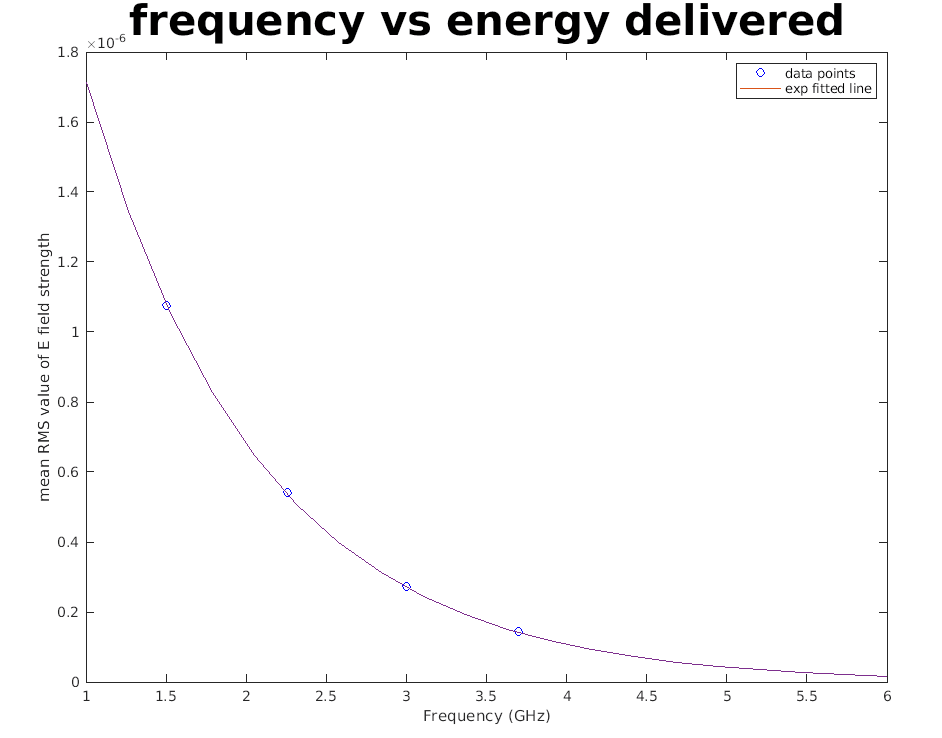 frequency vs energy delivered
×10-6
1.8
1.6
1.4
1.2
1
0.8
0.6
0.4
0.2
0
mean RMS value of E field strength
data points
exp fitted line
1 1.5 2 2.5 3 3.5 4 4.5 5 5.5 6
Frequency (GHz)